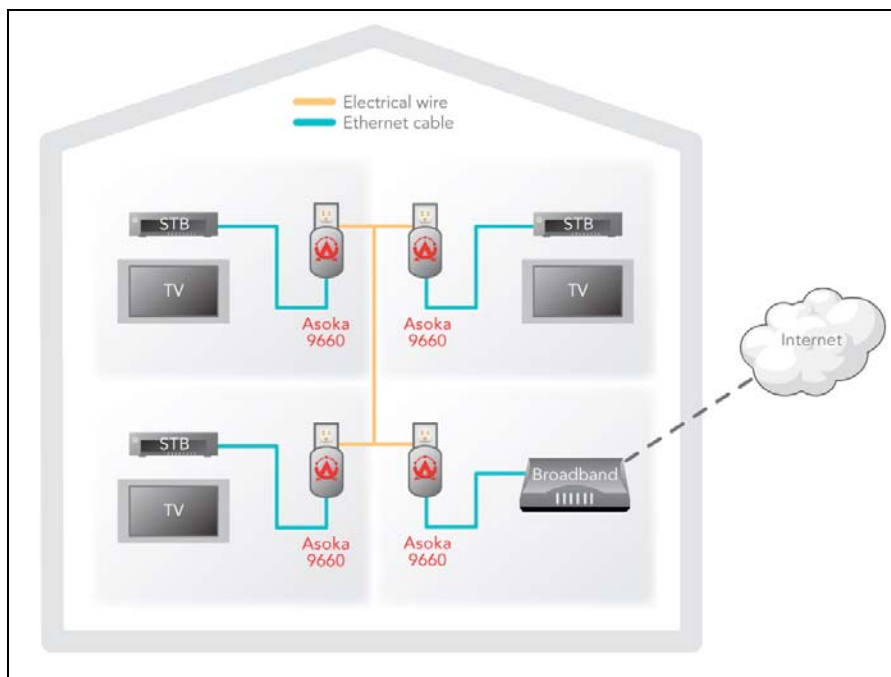 Electrical wire
Ethernet cable
STB
STB
TV
TV
Asoka
9660
Asoka
9660
Internet
STB
Broadband
TV
Asoka
9660
Asoka
9660